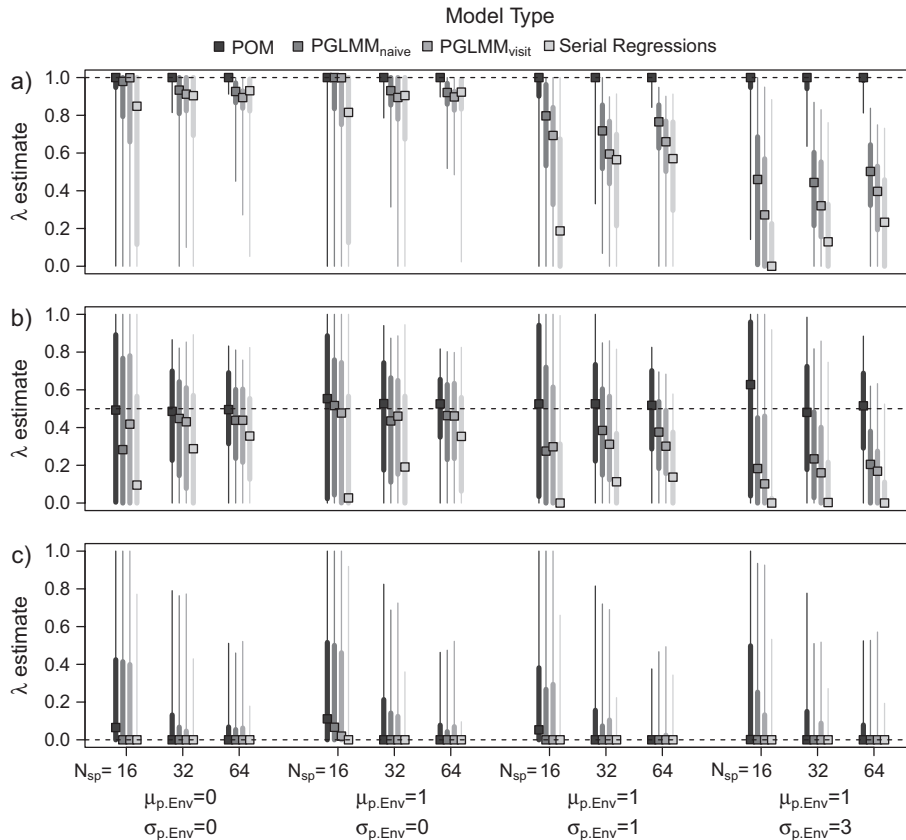 Model Type
POM PGLMM_naive PGLMM_visit Serial Regressions
a)
λ estimate
1.0
0.8
0.6
0.4
0.2
0.0
b)
λ estimate
1.0
0.8
0.6
0.4
0.2
0.0
c)
λ estimate
1.0
0.8
0.6
0.4
0.2
0.0
N_sp= 16 32 64 N_sp= 16 32 64 N_sp= 16 32 64 N_sp= 16 32 64
μ_p.Env=0 μ_p.Env=1 μ_p.Env=1 μ_p.Env=1
σ_p.Env=0 σ_p.Env=0 σ_p.Env=1 σ_p.Env=3